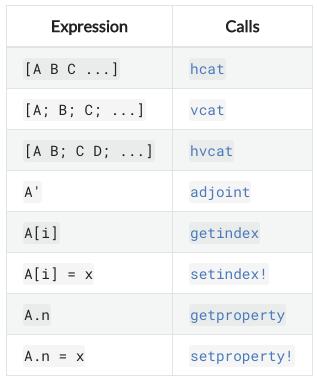 Expression Calls
[A B C ...] hcat
[A; B; C; ...] vcat
[A B; C D; ...] hvcat
A' adjoint
A[i] getindex
A[i] = x setindex!
A.n getproperty
A.n = x setproperty!